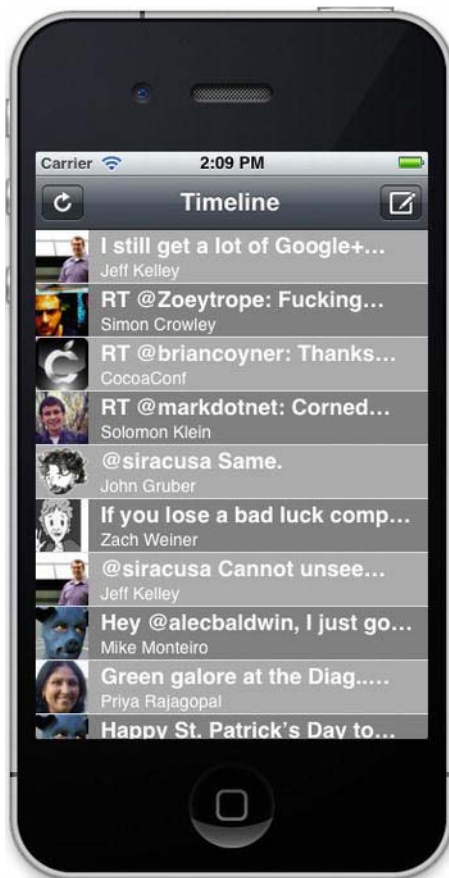 Carrier 2:09 PM
Timeline
I still get a lot of Google+...
Jeff Kelley
RT @Zoeytrope: Fucking...
Simon Crowley
RT @briancoyner: Thanks...
CocoaConf
RT @markdotnet: Corned...
Solomon Klein
@siracusa Same.
John Gruber
If you lose a bad luck comp...
Zach Weiner
@siracusa Cannot unsee...
Jeff Kelley
Hey @alecbaldwin, I just go...
Mike Monteiro
Green galore at the Diag.....
Priya Rajagopal
Happy St. Patrick’s Day to...